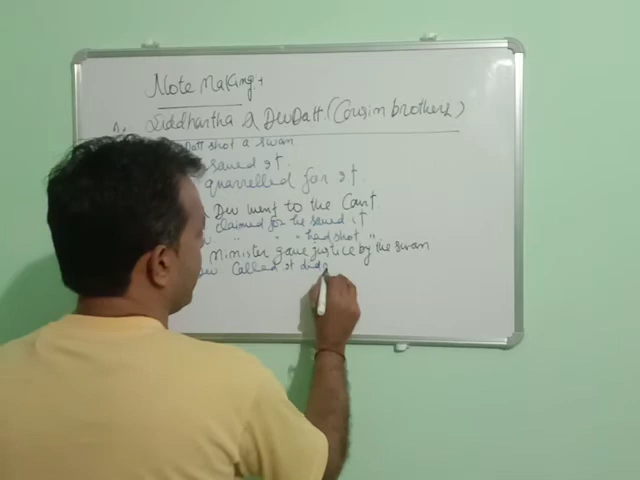 Note Making
Siddhartha & DevDatt (Cousin brothers)
Datt shot a swan
saved it.
quarrelled for it.
Dev went to the Court
claimed for he saved it
" " " had shot "
Minister gave justice by the swan
Dev called it